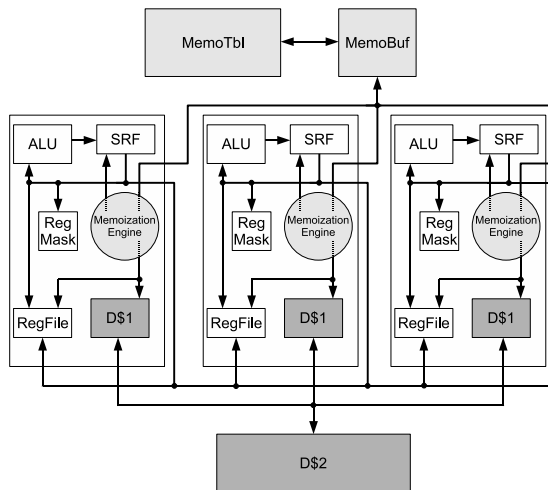 MemoTbl
MemoBuf
ALU
SRF
Reg
Mask
Memoization
Engine
RegFile
D$1
ALU
SRF
Reg
Mask
Memoization
Engine
RegFile
D$1
ALU
SRF
Reg
Mask
Memoization
Engine
RegFile
D$1
D$2